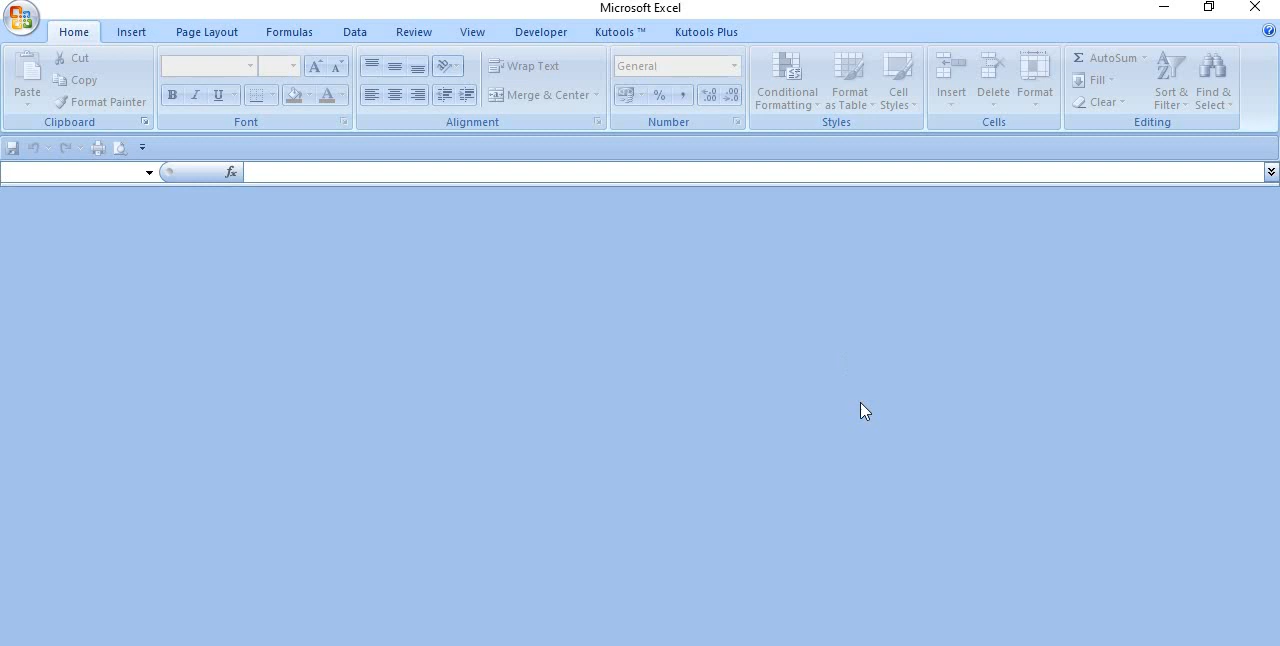 Microsoft Excel
Home Insert Page Layout Formulas Data Review View Developer Kutools ™ Kutools Plus
Paste
Cut
Copy
Format Painter
Clipboard
A A
B I U A
Font
Wrap Text
Merge & Center
Alignment
General
% ,
.00 .00
Number
Conditional Formatting
Format as Table
Cell Styles
Styles
Insert Delete Format
Cells
Σ AutoSum
Fill
Clear
Sort & Filter
Find & Select
Editing
fx